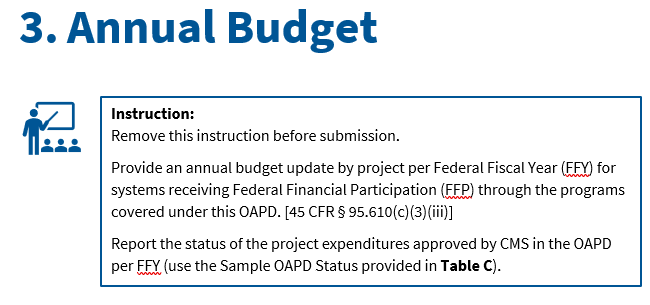 3. Annual Budget
Instruction:
Remove this instruction before submission.
Provide an annual budget update by project per Federal Fiscal Year (FFY) for
systems receiving Federal Financial Participation (FFP) through the programs
covered under this OAPD. [45 CFR § 95.610(c)(3)(iii)]
Report the status of the project expenditures approved by CMS in the OAPD
per FFY (use the Sample OAPD Status provided in Table C).